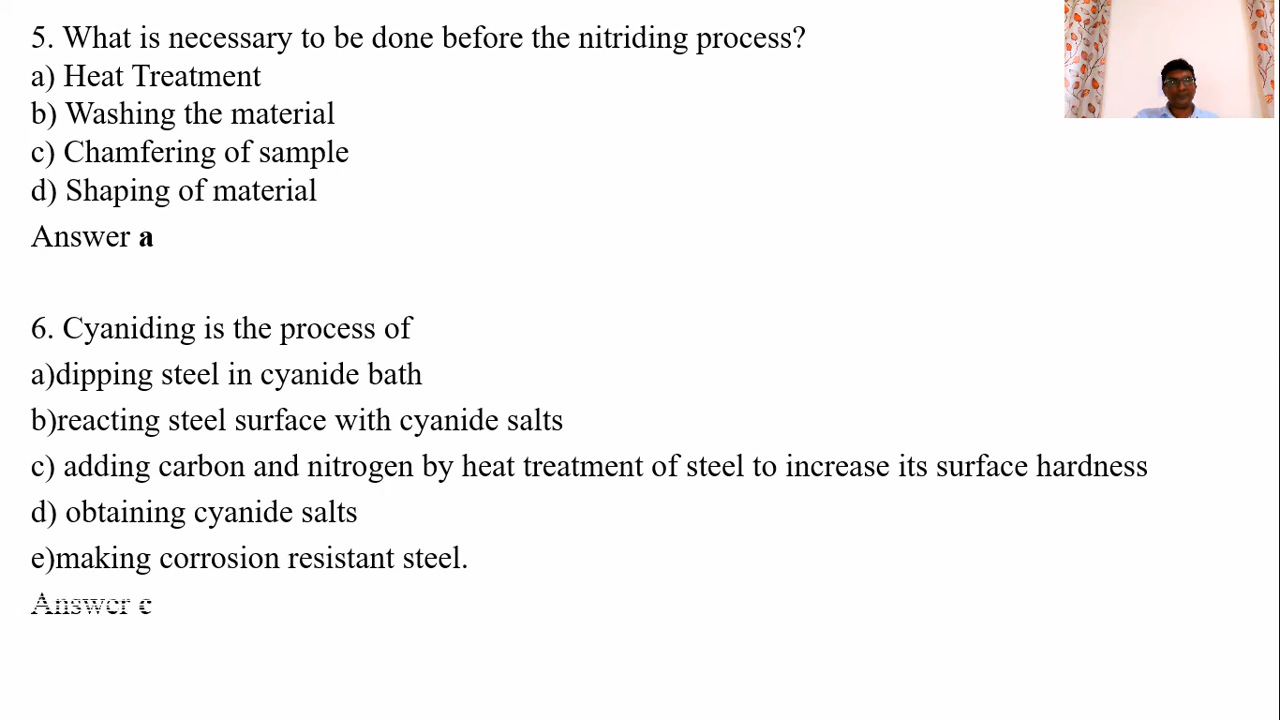 5. What is necessary to be done before the nitriding process?
a) Heat Treatment
b) Washing the material
c) Chamfering of sample
d) Shaping of material
Answer a
6. Cyaniding is the process of
a)dipping steel in cyanide bath
b)reacting steel surface with cyanide salts
c) adding carbon and nitrogen by heat treatment of steel to increase its surface hardness
d) obtaining cyanide salts
e)making corrosion resistant steel.
Answer c